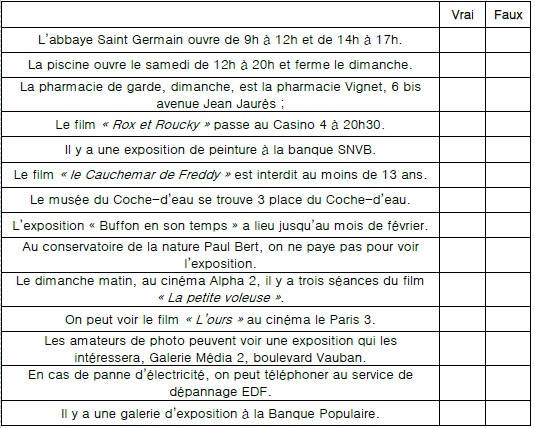 Vrai Faux
L'abbaye Saint Germain ouvre de 9h à 12h et de 14h à 17h.
La piscine ouvre le samedi de 12h à 20h et ferme le dimanche.
La pharmacie de garde, dimanche, est la pharmacie Vignet, 6 bis
avenue Jean Jaurès ;
Le film « Rox et Roucky » passe au Casino 4 à 20h30.
Il y a une exposition de peinture à la banque SNVB.
Le film « le Cauchemar de Freddy » est interdit au moins de 13 ans.
Le musée du Coche-d'eau se trouve 3 place du Coche-d'eau.
L'exposition « Buffon en son temps » a lieu jusqu'au mois de février.
Au conservatoire de la nature Paul Bert, on ne paye pas pour voir
l'exposition.
Le dimanche matin, au cinéma Alpha 2, il y a trois séances du film
« La petite voleuse ».
On peut voir le film « L'ours » au cinéma le Paris 3.
Les amateurs de photo peuvent voir une exposition qui les
intéressera, Galerie Média 2, boulevard Vauban.
En cas de panne d'électricité, on peut téléphoner au service de
dépannage EDF.
Il y a une galerie d'exposition à la Banque Populaire.